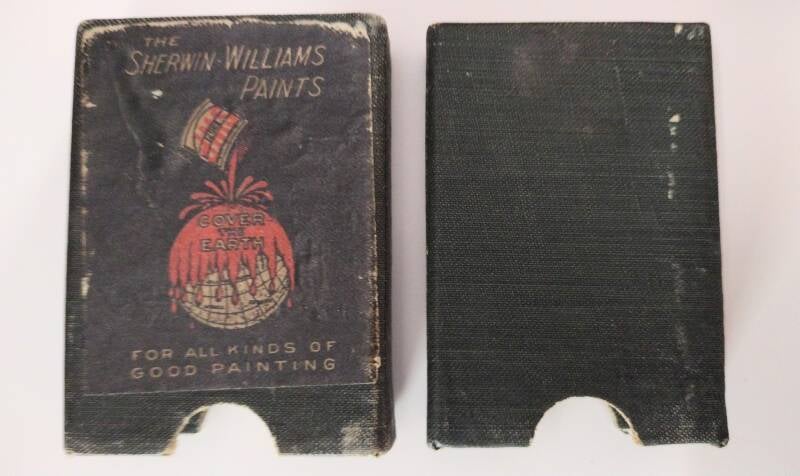 THE
SHERWIN-WILLIAMS
PAINTS
COVER
THE
EARTH
FOR ALL KINDS OF
GOOD PAINTING